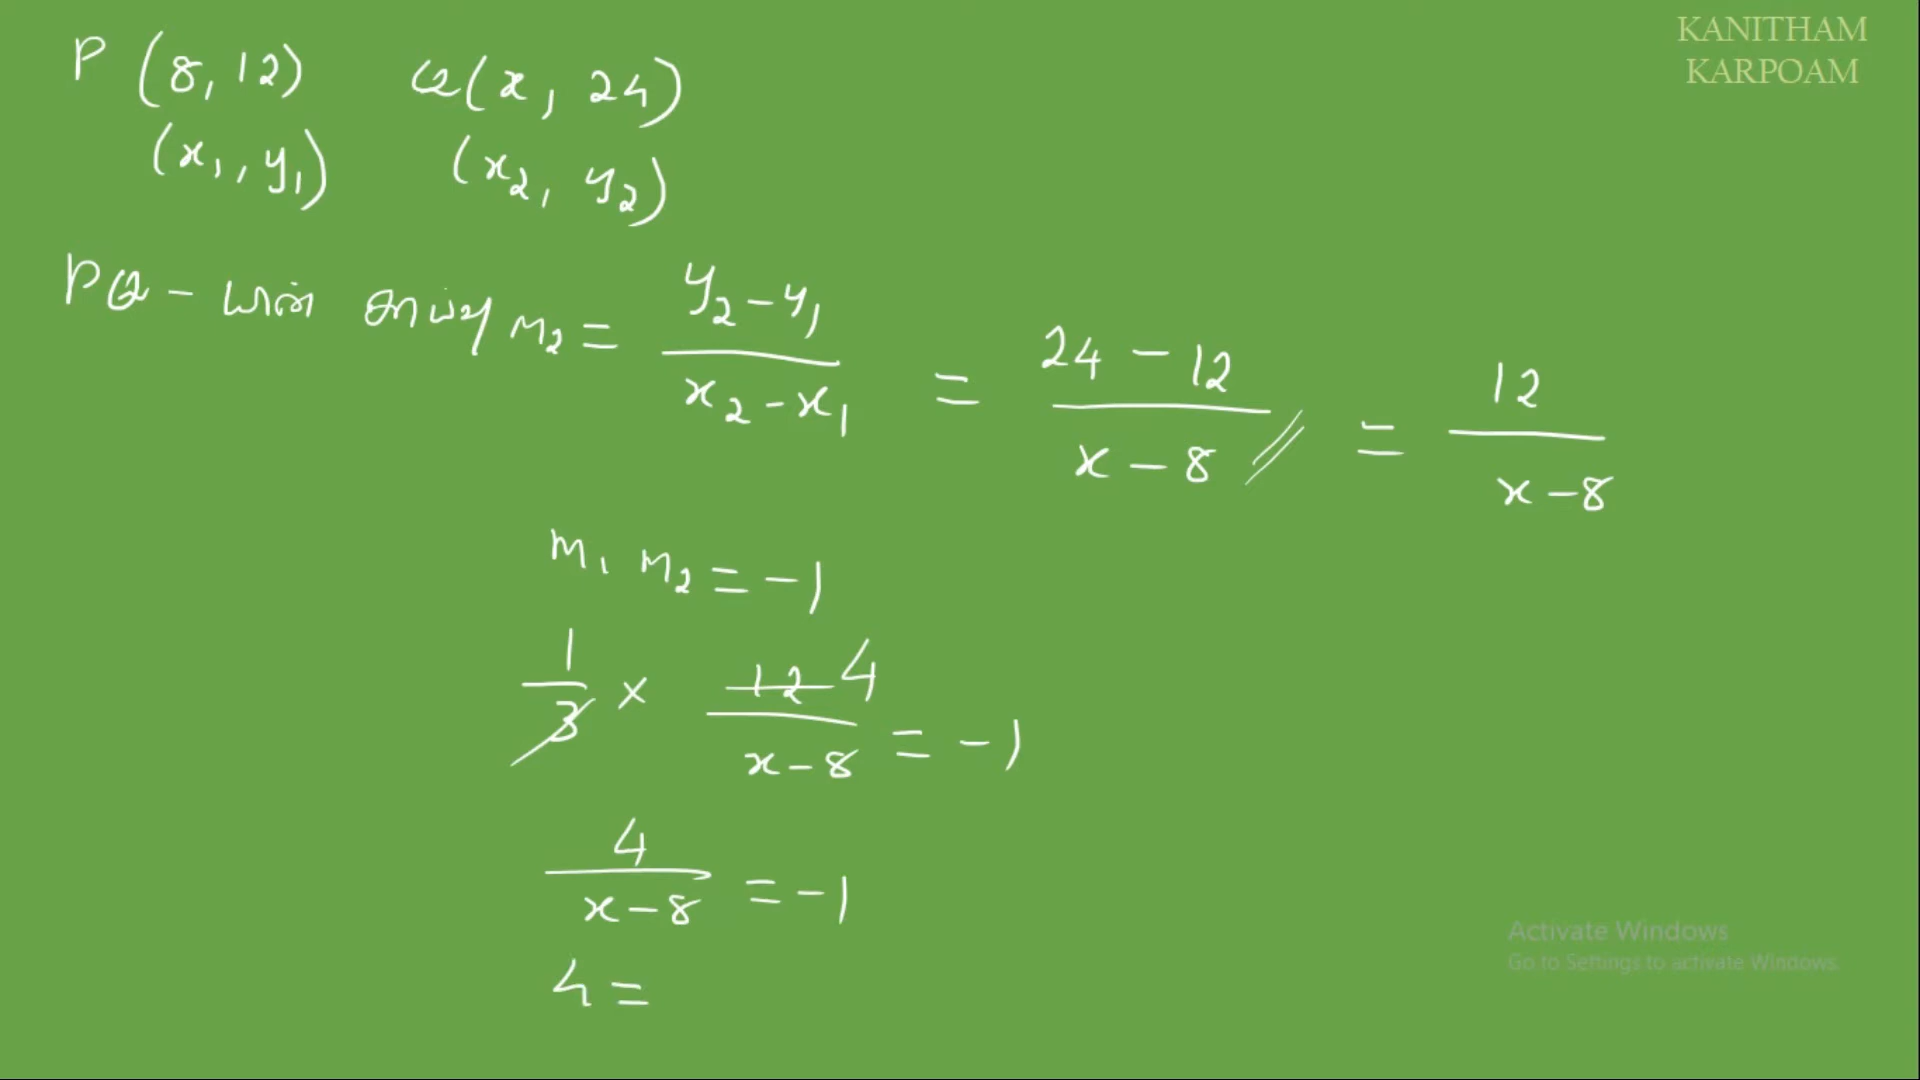 KANITHAM
KARPOAM
P (8, 12) Q(x, 24)
(x₁, y₁) (x₂, y₂)
PQ - யின் சாய்வு m₂ = (y₂ - y₁)/(x₂ - x₁) = (24 - 12)/(x - 8) // = 12/(x - 8)
m₁ m₂ = -1
1/3 × 12 4/(x - 8) = -1
4/(x - 8) = -1
4 =
Activate Windows
Go to Settings to activate Windows.